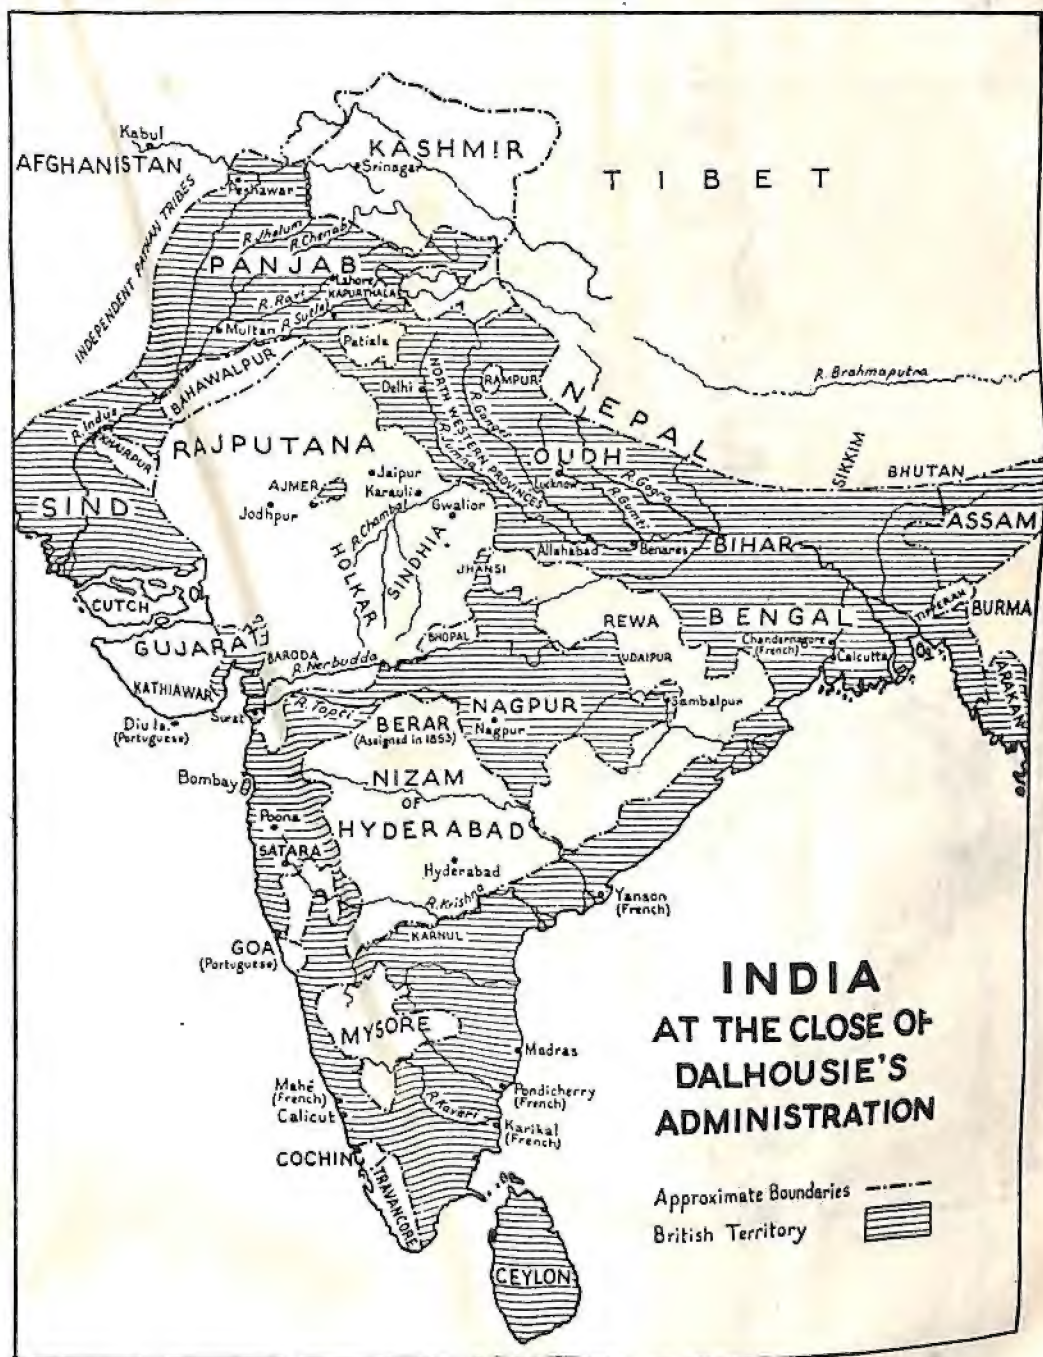 Kabul
AFGHANISTAN
KASHMIR
Srinagar
TIBET
Peshawar
INDEPENDENT PATHAN TRIBES
R. Jhelum
R. Chenab
PANJAB
Lahore
KAPURTHALA
R. Ravi
R. Sutlej
Multan
Patiala
BAHAWALPUR
Delhi
NORTH WESTERN PROVINCES
RAMPUR
R. Ganges
R. Jumna
NEPAL
R. Brahmaputra
R. Indus
KHAIRPUR
RAJPUTANA
OUDH
Lucknow
R. Gogra
R. Gumti
SIKKIM
BHUTAN
SIND
AJMER
Jaipur
Karauli
Jodhpur
Gwalior
R. Chambal
ASSAM
Allahabad
Benares
BIHAR
HOLKAR
SINDHIA
JHANSI
CUTCH
BHOPAL
REWA
BENGAL
TIPPERAH
BURMA
GUJARAT
BARODA
R. Nerbudda
UDAIPUR
Chandernagore
(French)
Calcutta
KATHIAWAR
ARAKAN
Surat
R. Tapti
NAGPUR
Sambalpur
Diu Is.
(Portuguese)
BERAR
(Assigned in 1853)
Nagpur
Bombay
NIZAM
OF
HYDERABAD
Poona
SATARA
Hyderabad
R. Krishna
Yanson
(French)
GOA
(Portuguese)
KARNUL
MYSORE
Madras
Mahé
(French)
Pondicherry
(French)
Calicut
R. Kaveri
Karikal
(French)
COCHIN
TRAVANCORE
CEYLON
INDIA
AT THE CLOSE OF
DALHOUSIE'S
ADMINISTRATION
Approximate Boundaries
British Territory